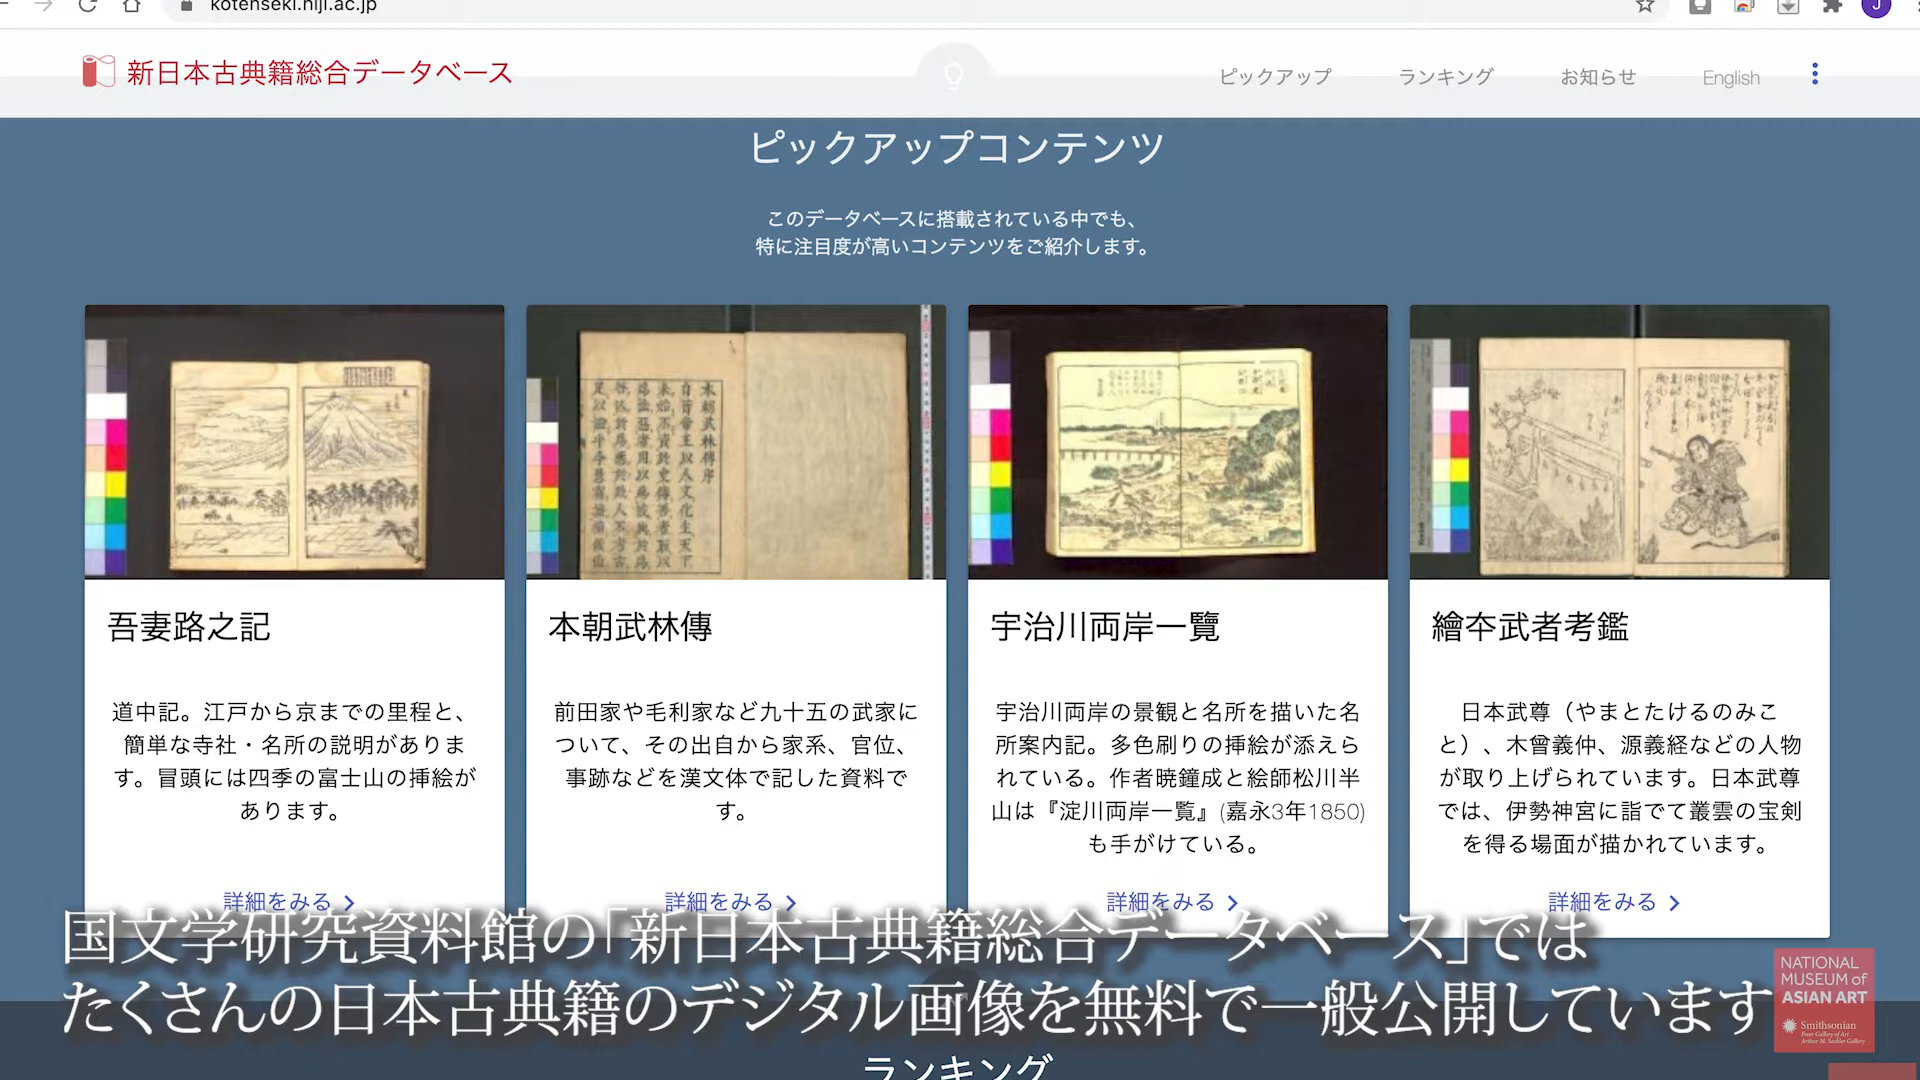 kotenseki.nijl.ac.jp
新日本古典籍総合データベース
ピックアップ
ランキング
お知らせ
English
ピックアップコンテンツ
このデータベースに搭載されている中でも、
特に注目度が高いコンテンツをご紹介します。
吾妻路之記
道中記。江戸から京までの里程と、
簡単な寺社・名所の説明がありま
す。冒頭には四季の富士山の挿絵が
あります。
詳細をみる
本朝武林傳
前田家や毛利家など九十五の武家に
ついて、その出自から家系、官位、
事跡などを漢文体で記した資料で
す。
詳細をみる
宇治川両岸一覽
宇治川両岸の景観と名所を描いた名
所案内記。多色刷りの挿絵が添えら
れている。作者暁鐘成と絵師松川半
山は『淀川両岸一覧』(嘉永3年1850)
も手がけている。
詳細をみる
繪夲武者考鑑
日本武尊（やまとたけるのみこ
と）、木曾義仲、源義経などの人物
が取り上げられています。日本武尊
では、伊勢神宮に詣でて叢雲の宝剣
を得る場面が描かれています。
詳細をみる
国文学研究資料館の「新日本古典籍総合データベース」では
たくさんの日本古典籍のデジタル画像を無料で一般公開しています
ランキング
NATIONAL
MUSEUM of
ASIAN ART
Smithsonian
Freer Gallery of Art
Arthur M. Sackler Gallery
J